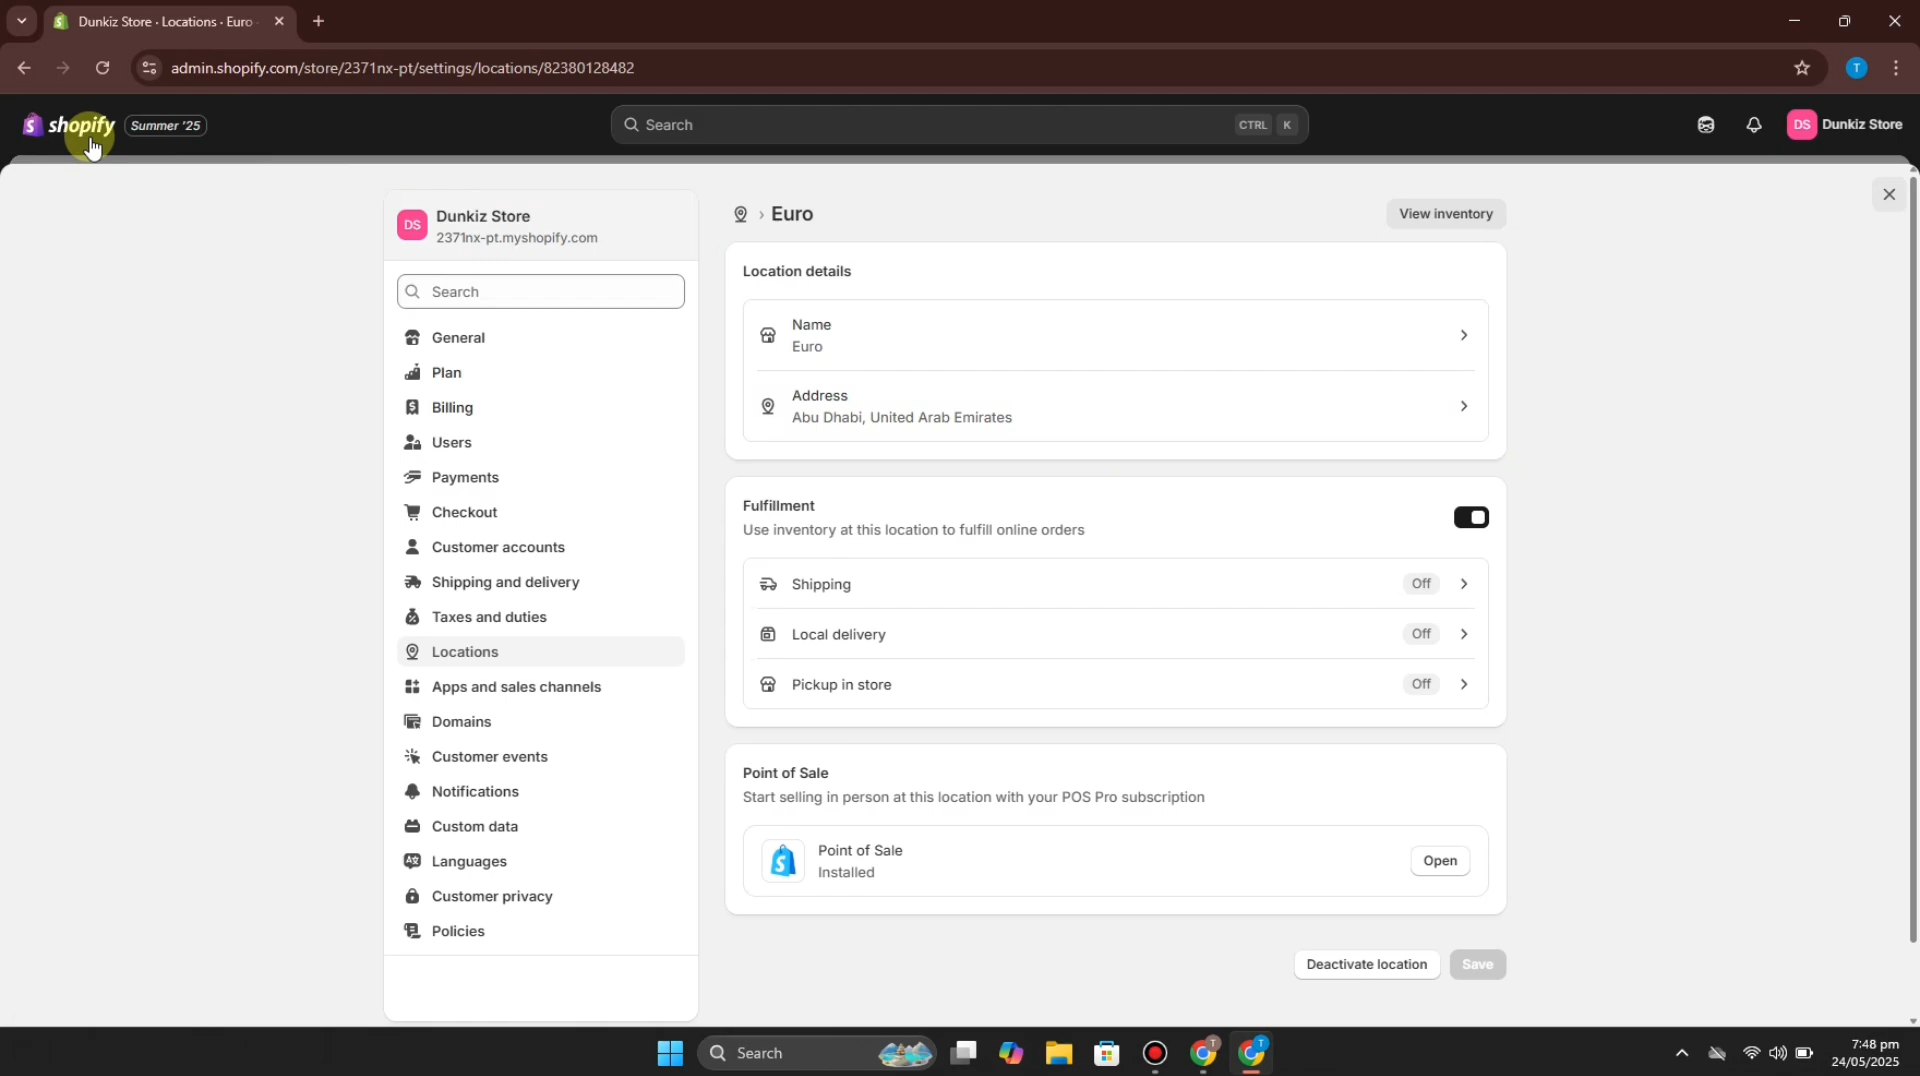 Dunkiz Store · Locations · Euro
admin.shopify.com/store/2371nx-pt/settings/locations/82380128482
T
shopify
Summer '25
Search
CTRL
K
DS
Dunkiz Store
DS
Dunkiz Store
2371nx-pt.myshopify.com
Search
General
Plan
Billing
Users
Payments
Checkout
Customer accounts
Shipping and delivery
Taxes and duties
Locations
Apps and sales channels
Domains
Customer events
Notifications
Custom data
Languages
Customer privacy
Policies
Euro
View inventory
Location details
Name
Euro
Address
Abu Dhabi, United Arab Emirates
Fulfillment
Use inventory at this location to fulfill online orders
Shipping
Off
Local delivery
Off
Pickup in store
Off
Point of Sale
Start selling in person at this location with your POS Pro subscription
Point of Sale
Installed
Open
Deactivate location
Save
Search
7:48 pm
24/05/2025